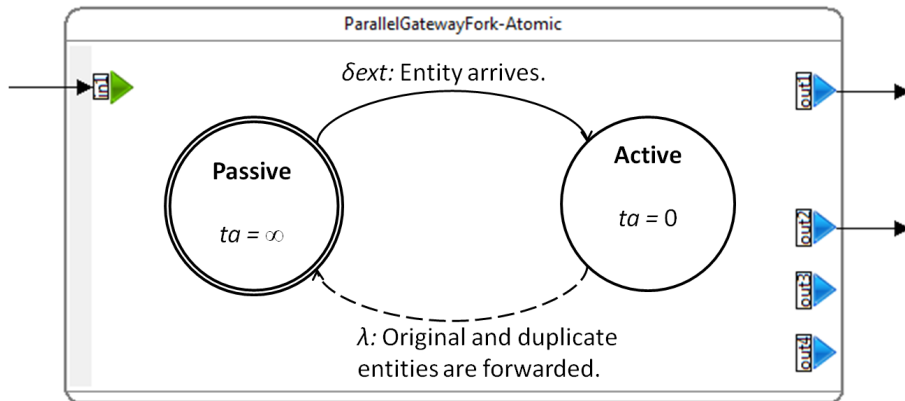 ParallelGatewayFork-Atomic
in1
δext: Entity arrives.
out1
Passive
ta = ∞
Active
ta = 0
out2
out3
out4
λ: Original and duplicate
entities are forwarded.